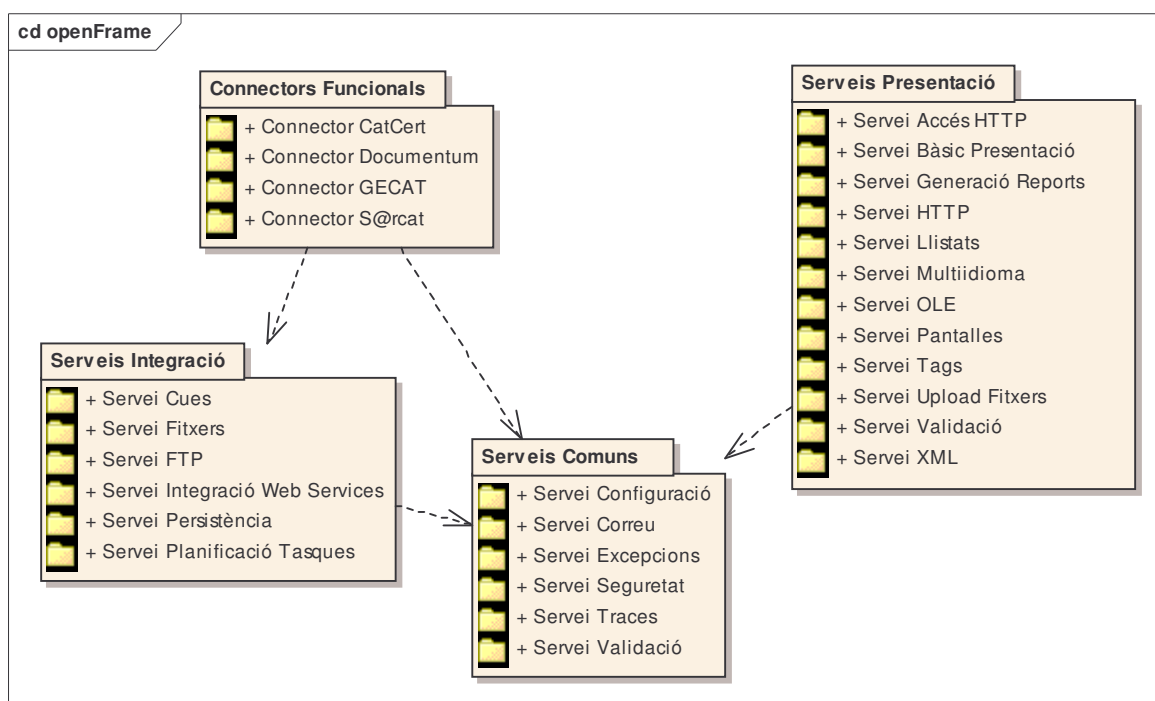 cd openFrame
Connectors Funcionals
+ Connector CatCert
+ Connector Documentum
+ Connector GECAT
+ Connector S@rcat
Serveis Presentació
+ Servei Accés HTTP
+ Servei Bàsic Presentació
+ Servei Generació Reports
+ Servei HTTP
+ Servei Llistats
+ Servei Multiidioma
+ Servei OLE
+ Servei Pantalles
+ Servei Tags
+ Servei Upload Fitxers
+ Servei Validació
+ Servei XML
Serveis Integració
+ Servei Cues
+ Servei Fitxers
+ Servei FTP
+ Servei Integració Web Services
+ Servei Persistència
+ Servei Planificació Tasques
Serveis Comuns
+ Servei Configuració
+ Servei Correu
+ Servei Excepcions
+ Servei Seguretat
+ Servei Traces
+ Servei Validació